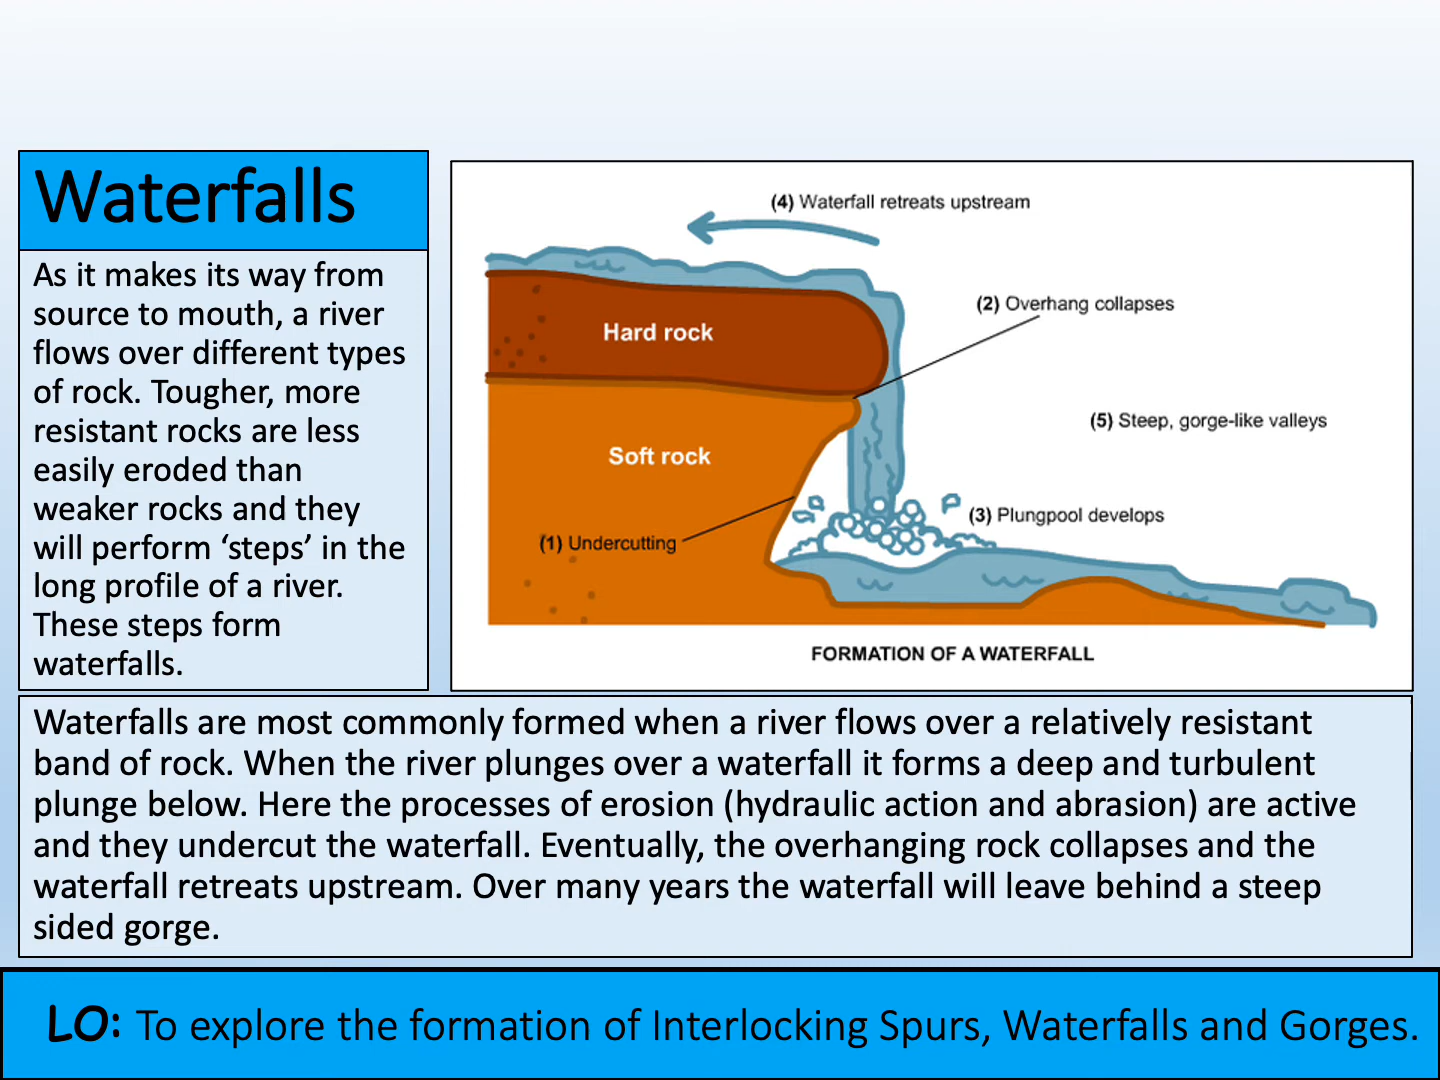 Waterfalls
As it makes its way from
source to mouth, a river
flows over different types
of rock. Tougher, more
resistant rocks are less
easily eroded than
weaker rocks and they
will perform ‘steps’ in the
long profile of a river.
These steps form
waterfalls.
(4) Waterfall retreats upstream
(2) Overhang collapses
Hard rock
(5) Steep, gorge-like valleys
Soft rock
(3) Plungpool develops
(1) Undercutting
FORMATION OF A WATERFALL
Waterfalls are most commonly formed when a river flows over a relatively resistant
band of rock. When the river plunges over a waterfall it forms a deep and turbulent
plunge below. Here the processes of erosion (hydraulic action and abrasion) are active
and they undercut the waterfall. Eventually, the overhanging rock collapses and the
waterfall retreats upstream. Over many years the waterfall will leave behind a steep
sided gorge.
LO: To explore the formation of Interlocking Spurs, Waterfalls and Gorges.